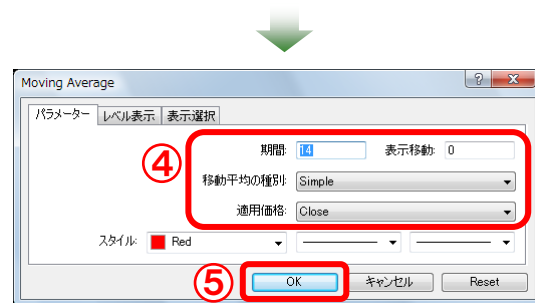 Moving Average
パラメーター レベル表示 表示選択
④ 期間: 14 表示移動: 0
移動平均の種別: Simple
適用価格: Close
スタイル: Red
⑤ OK キャンセル Reset